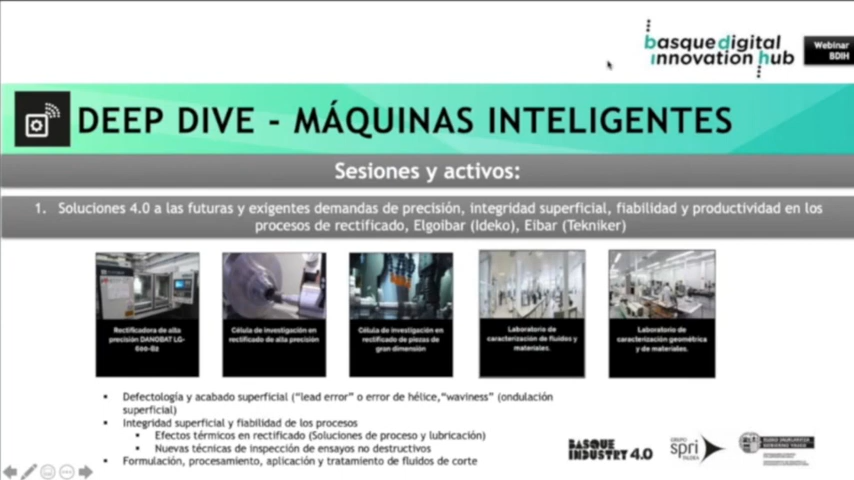 basque digital
innovation hub
Webinar
BDIH
DEEP DIVE - MÁQUINAS INTELIGENTES
Sesiones y activos:
1. Soluciones 4.0 a las futuras y exigentes demandas de precisión, integridad superficial, fiabilidad y productividad en los
procesos de rectificado, Elgoibar (Ideko), Eibar (Tekniker)
Rectificadora de alta
precisión DANOBAT LG-
Célula de investigación en
rectificado de alta precisión
Célula de investigación en
rectificado de piezas de
gran dimensión
Laboratorio de
caracterización de fluidos y
materiales.
Laboratorio de
caracterización geométrica
y de materiales.
▪ Defectología y acabado superficial (“lead error” o error de hélice,“waviness” (ondulación
superficial)
▪ Integridad superficial y fiabilidad de los procesos
▪ Efectos térmicos en rectificado (Soluciones de proceso y lubricación)
▪ Nuevas técnicas de inspección de ensayos no destructivos
▪ Formulación, procesamiento, aplicación y tratamiento de fluidos de corte
BASQUE
INDUSTRY 4.0
GRUPO
spri
TALDEA